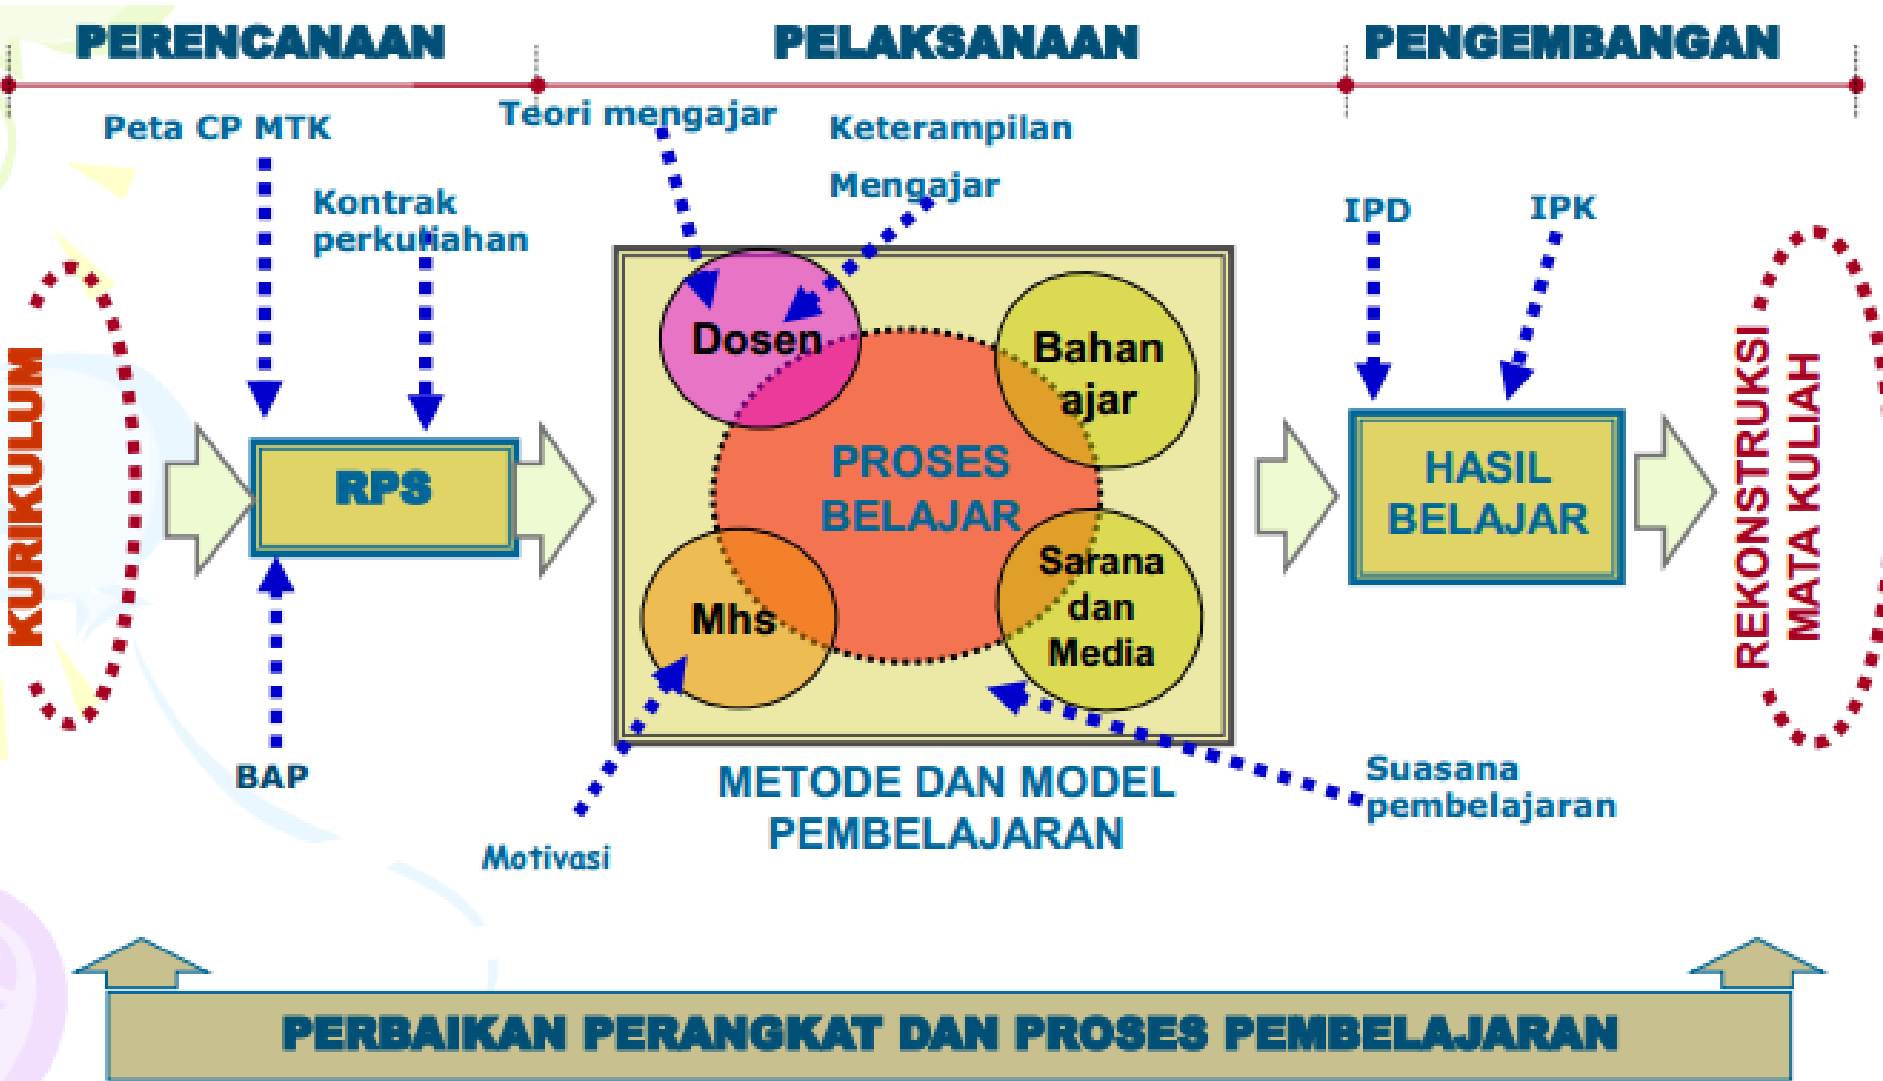 PERENCANAAN
PELAKSANAAN
PENGEMBANGAN
Peta CP MTK
Kontrak
perkuliahan
Teori mengajar
Keterampilan
Mengajar
IPD
IPK
KURIKULUM
RPS
BAP
Dosen
Bahan
ajar
PROSES
BELAJAR
Mhs
Sarana
dan
Media
METODE DAN MODEL
PEMBELAJARAN
Motivasi
Suasana
pembelajaran
HASIL
BELAJAR
REKONSTRUKSI
MATA KULIAH
PERBAIKAN PERANGKAT DAN PROSES PEMBELAJARAN